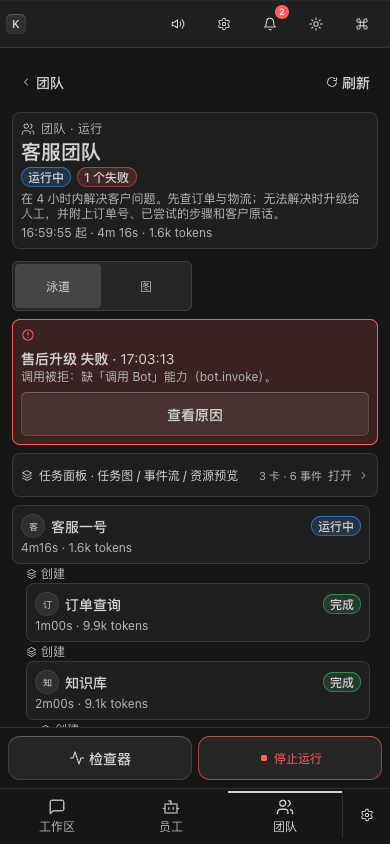 K
2
团队
刷新
团队 · 运行
客服团队
运行中
1 个失败
在 4 小时内解决客户问题。先查订单与物流；无法解决时升级给
人工，并附上订单号、已尝试的步骤和客户原话。
16:59:55 起 · 4m 16s · 1.6k tokens
泳道
图
售后升级 失败 · 17:03:13
调用被拒：缺「调用 Bot」能力（bot.invoke）。
查看原因
任务面板 · 任务图 / 事件流 / 资源预览
3 卡 · 6 事件
打开
客
客服一号
运行中
4m16s · 1.6k tokens
创建
订
订单查询
完成
1m00s · 9.9k tokens
创建
知
知识库
完成
2m00s · 9.1k tokens
创建
检查器
停止运行
工作区
员工
团队